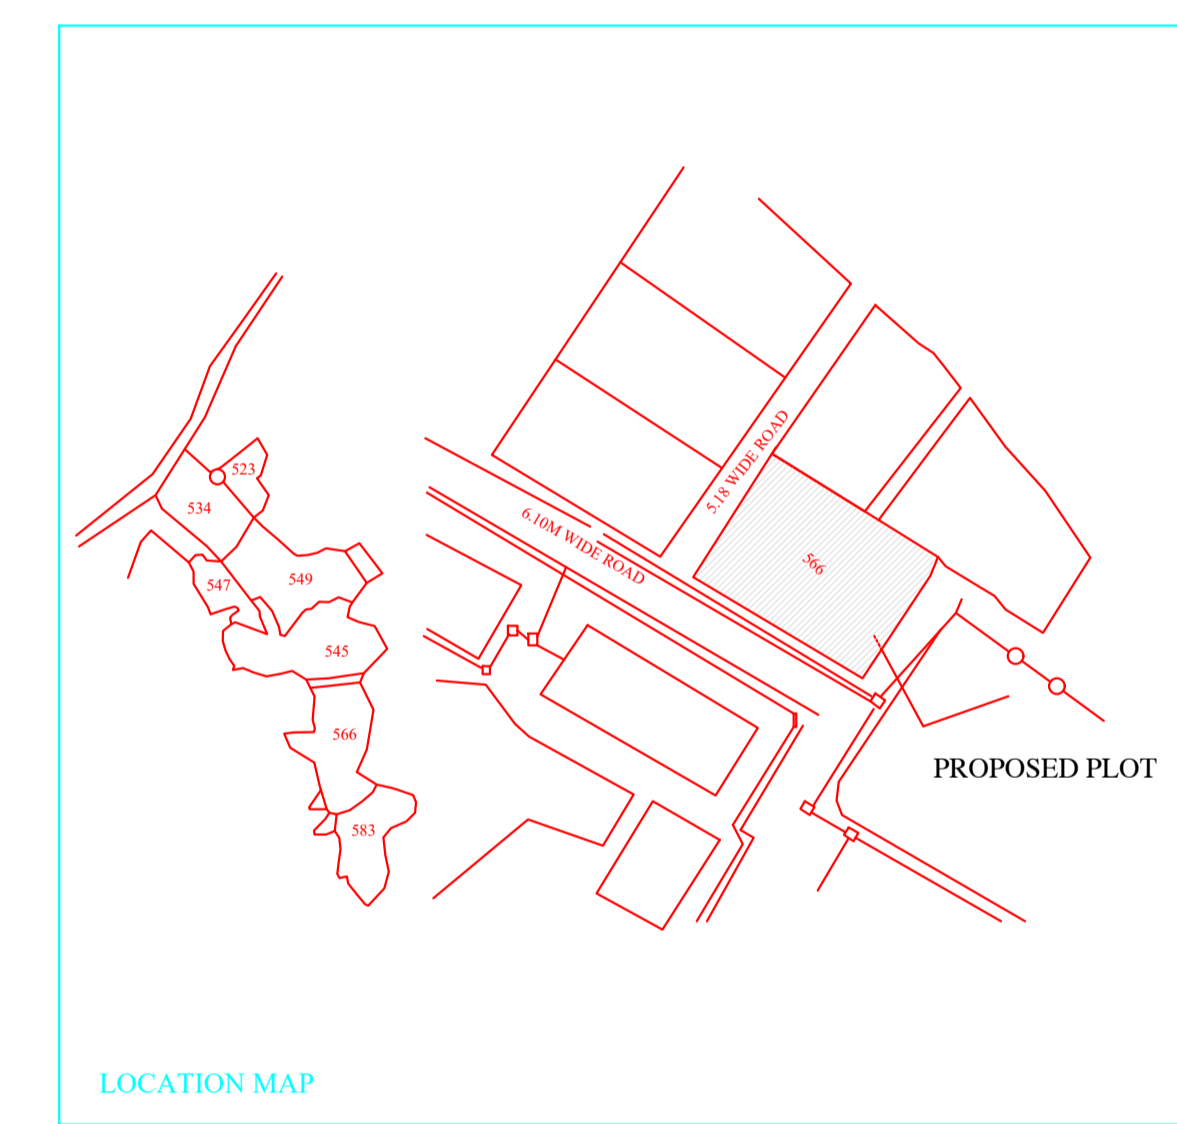 523
534
549
547
545
566
583
5.18 WIDE ROAD
6.10M WIDE ROAD
566
PROPOSED PLOT
LOCATION MAP